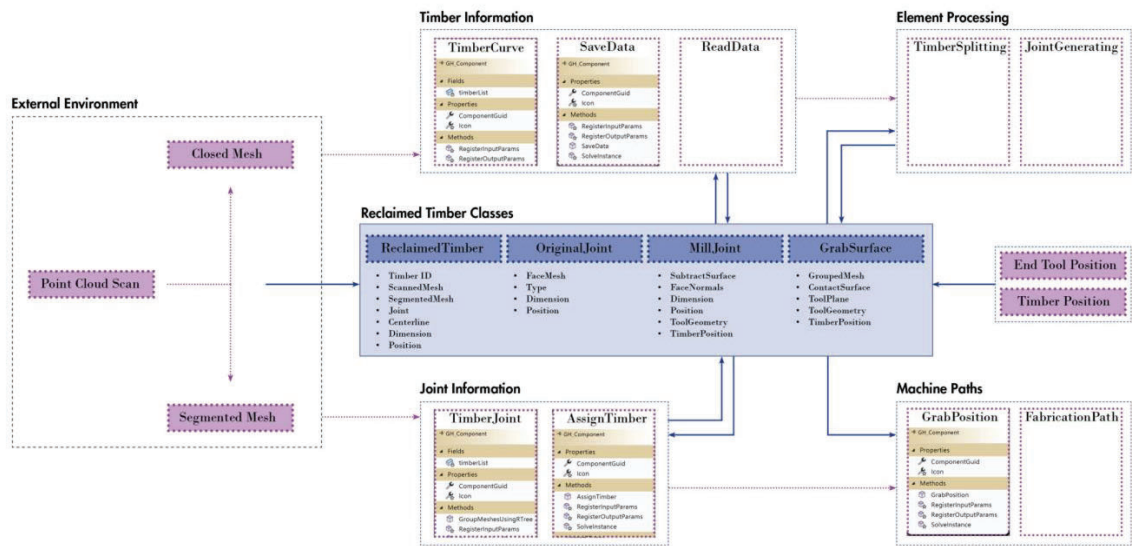 External Environment
Closed Mesh
Point Cloud Scan
Segmented Mesh
Timber Information
TimberCurve
GH_Component
Fields
timberList
Properties
ComponentGuid
Icon
Methods
RegisterInputParams
RegisterOutputParams
SaveData
GH_Component
Properties
ComponentGuid
Icon
Methods
RegisterInputParams
RegisterOutputParams
SaveData
SolveInstance
ReadData
Element Processing
TimberSplitting
JointGenerating
Reclaimed Timber Classes
ReclaimedTimber
• Timber ID
• ScannedMesh
• SegmentedMesh
• Joint
• Centerline
• Dimension
• Position
OriginalJoint
• FaceMesh
• Type
• Dimension
• Position
MillJoint
• SubtractSurface
• FaceNormals
• Dimension
• Position
• ToolGeometry
• TimberPosition
GrabSurface
• GroupedMesh
• ContactSurface
• ToolPlane
• ToolGeometry
• TimberPosition
End Tool Position
Timber Position
Joint Information
TimberJoint
GH_Component
Fields
timberList
Properties
ComponentGuid
Icon
Methods
GroupMeshesUsingRTree
RegisterInputParams
AssignTimber
GH_Component
Properties
ComponentGuid
Icon
Methods
AssignTimber
RegisterInputParams
RegisterOutputParams
SolveInstance
Machine Paths
GrabPosition
GH_Component
Properties
ComponentGuid
Icon
Methods
GrabPosition
RegisterInputParams
RegisterOutputParams
SolveInstance
FabricationPath